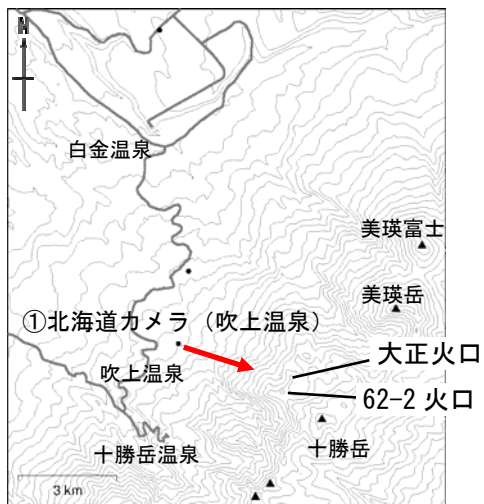 N
白金温泉
美瑛富士
美瑛岳
①北海道カメラ（吹上温泉）
大正火口
吹上温泉
62-2 火口
十勝岳温泉
十勝岳
3 km